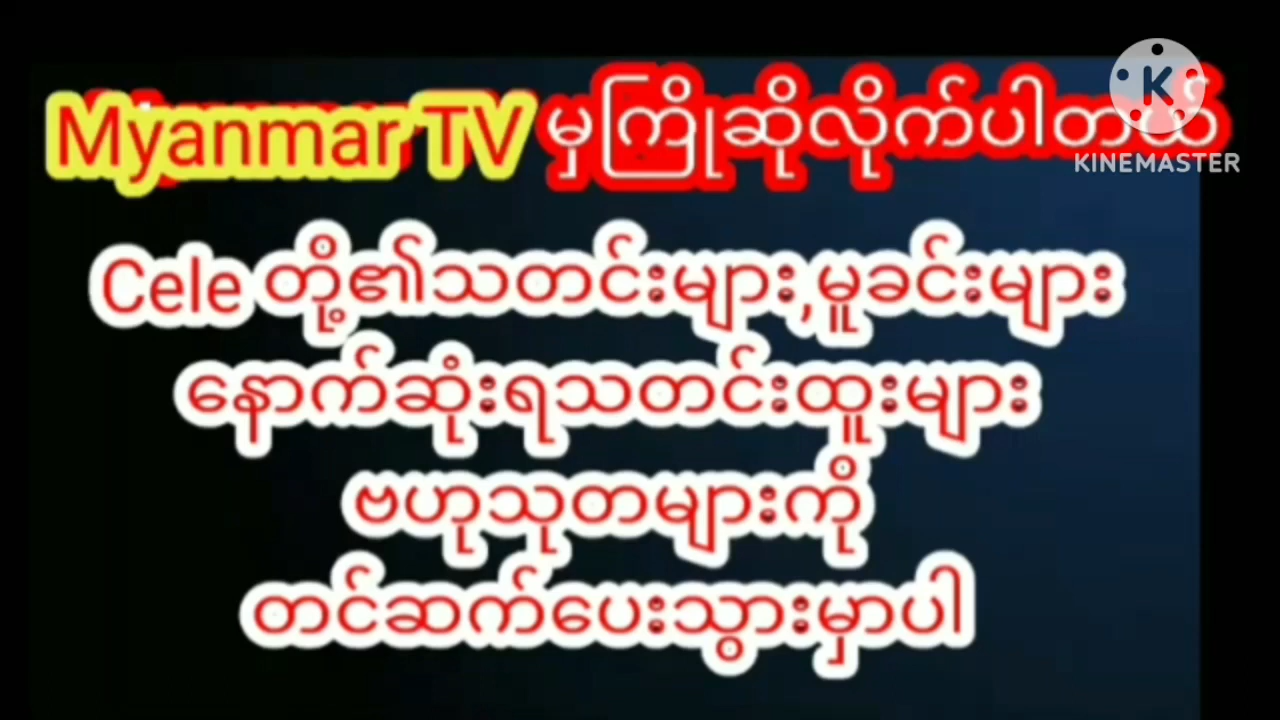 Myanmar TV မှကြိုဆိုလိုက်ပါတယ်
KINEMASTER
Cele တို့၏သတင်းများ,မူခင်းများ
နောက်ဆုံးရသတင်းထူးများ
ဗဟုသုတများကို
တင်ဆက်ပေးသွားမှာပါ